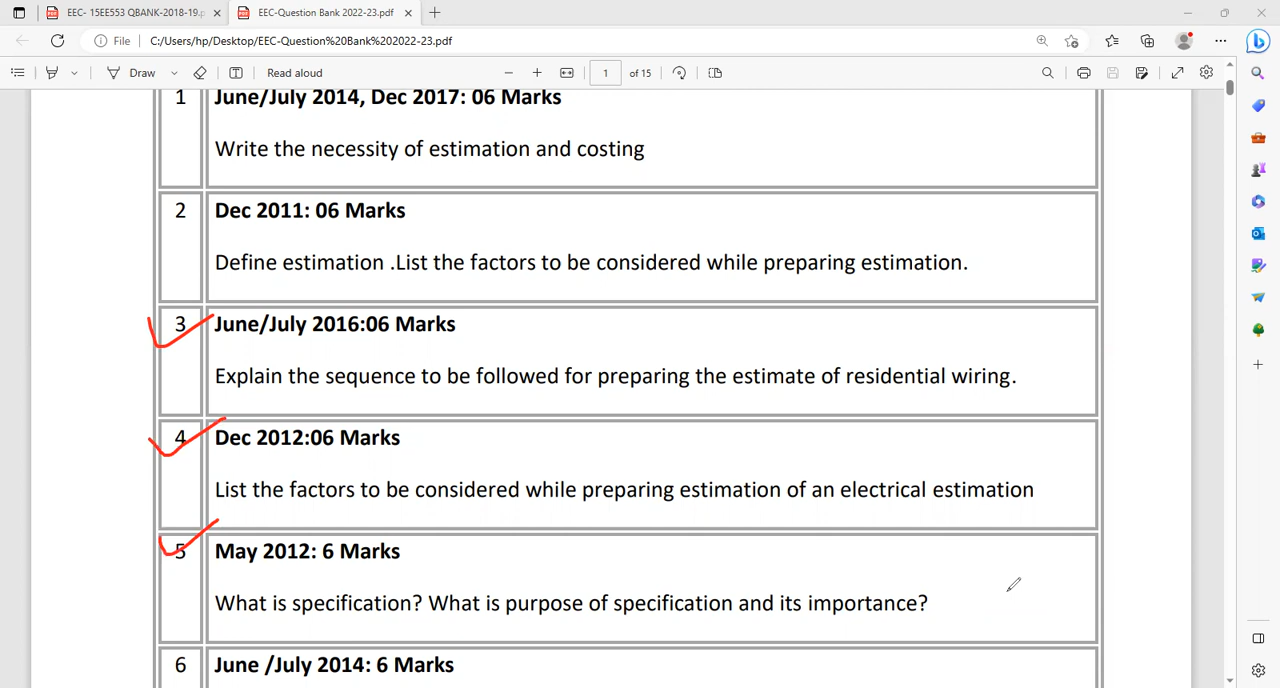 EEC- 15EE553 QBANK-2018-19.p
EEC-Question Bank 2022-23.pdf
File C:/Users/hp/Desktop/EEC-Question%20Bank%202022-23.pdf
Draw Read aloud 1 of 15
1 June/July 2014, Dec 2017: 06 Marks
Write the necessity of estimation and costing
2 Dec 2011: 06 Marks
Define estimation .List the factors to be considered while preparing estimation.
3 June/July 2016:06 Marks
Explain the sequence to be followed for preparing the estimate of residential wiring.
4 Dec 2012:06 Marks
List the factors to be considered while preparing estimation of an electrical estimation
5 May 2012: 6 Marks
What is specification? What is purpose of specification and its importance?
6 June /July 2014: 6 Marks